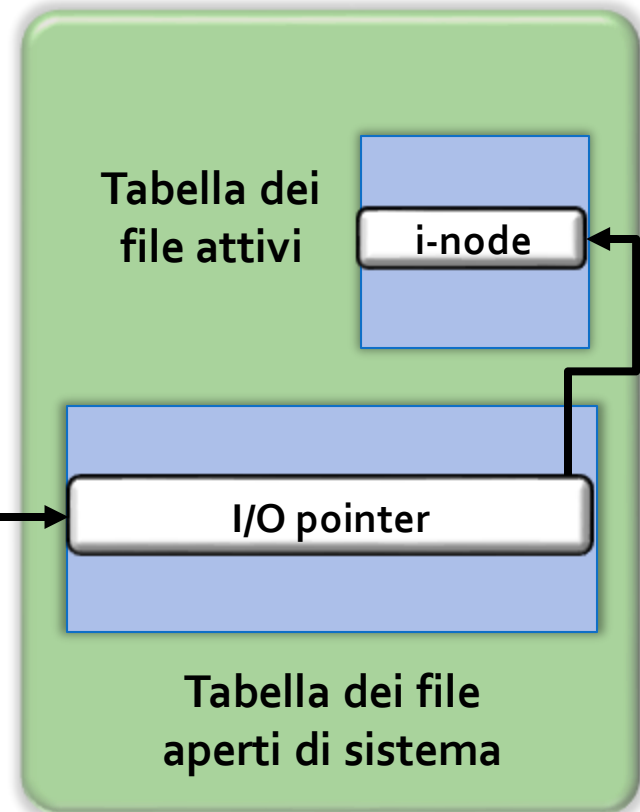 Tabella dei
file attivi
i-node
I/O pointer
Tabella dei file
aperti di sistema